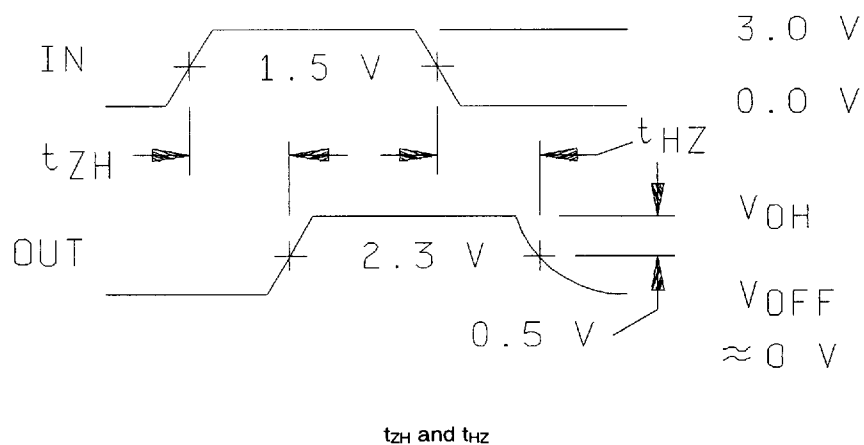 3.0 V
IN
1.5 V
0.0 V
tZH
tHZ
VOH
OUT
2.3 V
VOFF
0.5 V
≈0 V
tZH and tHZ